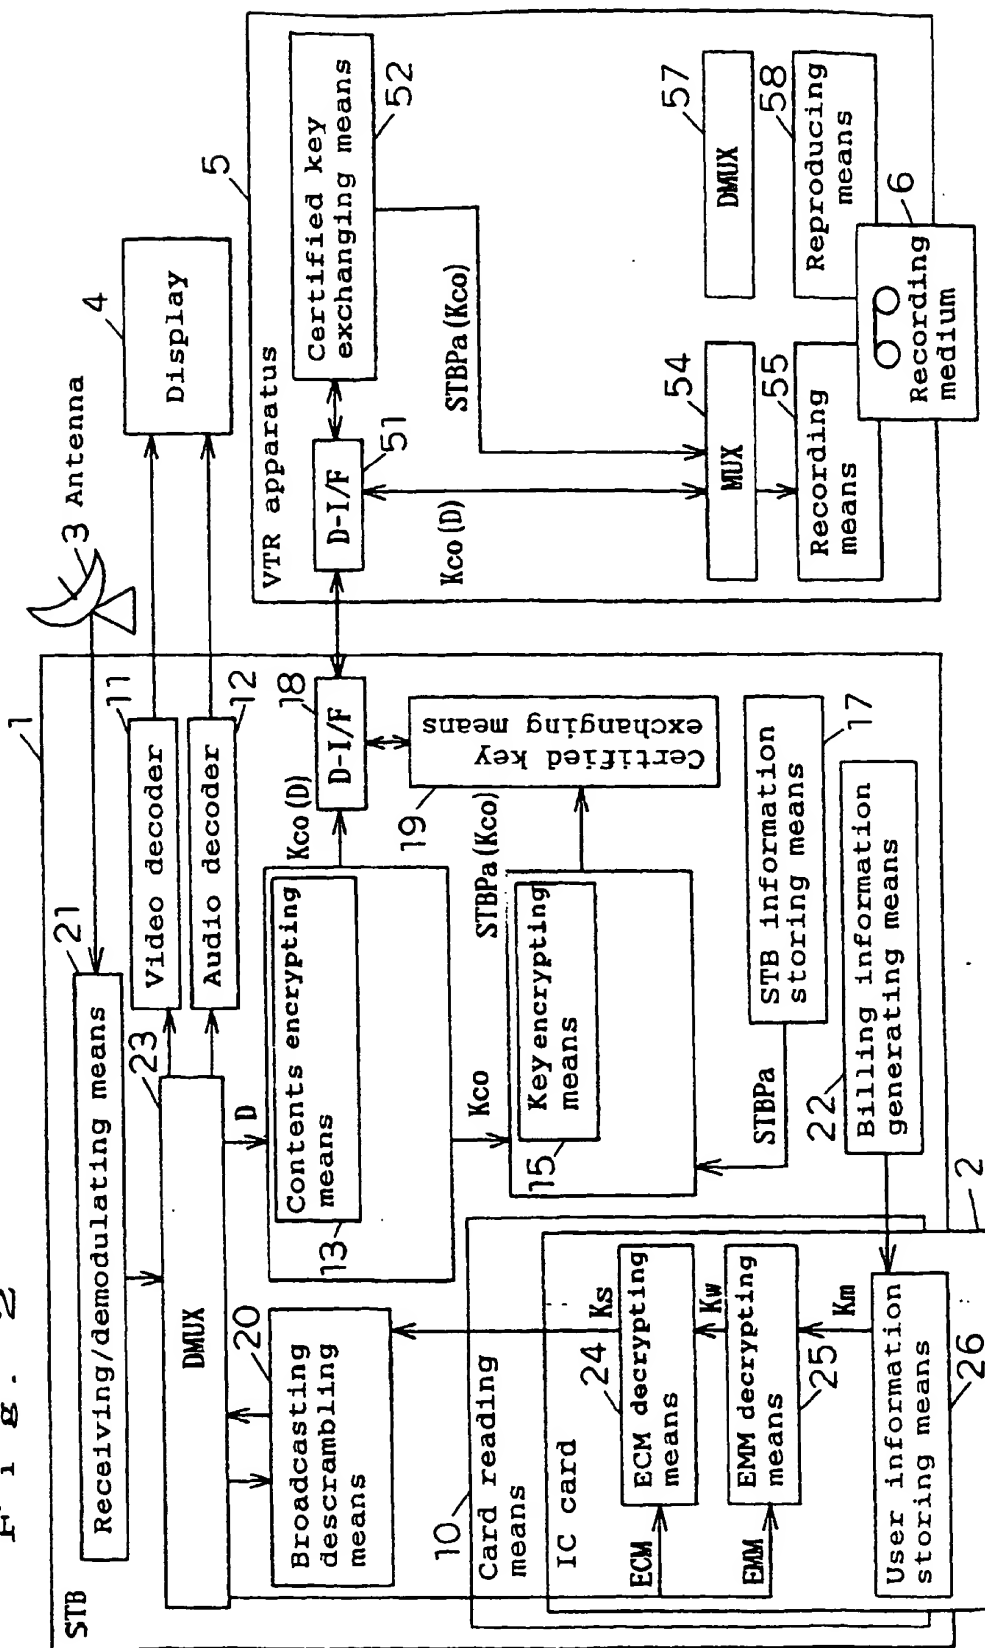 Fig. 2
STB
1
21
Receiving/demodulating means
3 Antenna
4
Display
11
Video decoder
12
Audio decoder
23
DMUX
D
20
Broadcasting
descrambling
means
Contents encrypting
means
13
Kco(D)
18
D-I/F
Kco
Key encrypting
means
15
STBPa(Kco)
19
Certified key
exchanging means
STBPa
STB information
storing means
17
22
Billing information
generating means
10
Card reading
means
IC card
2
ECM
24
ECM decrypting
means
Ks
Kw
EMM
EMM decrypting
means
25
Km
User information
storing means
26
5
VTR apparatus
D-I/F
51
Certified key
exchanging means
52
Kco(D)
STBPa(Kco)
54
MUX
57
DMUX
55
Recording
means
58
Reproducing
means
6
Recording
medium